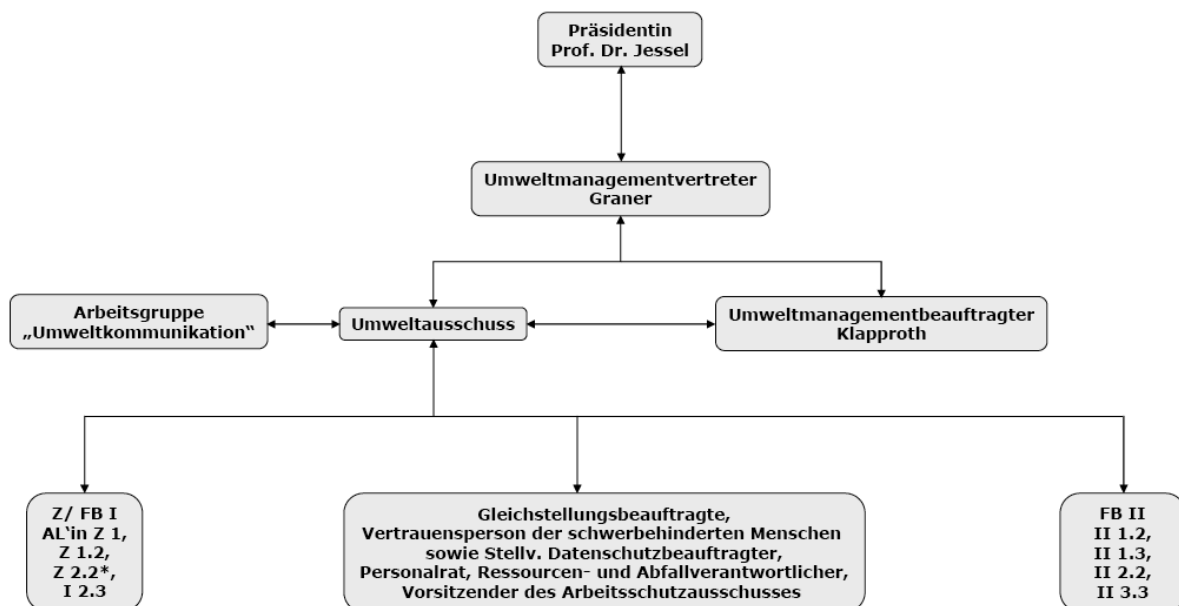 Präsidentin
Prof. Dr. Jessel
Umweltmanagementvertreter
Graner
Arbeitsgruppe
„Umweltkommunikation“
Umweltausschuss
Umweltmanagementbeauftragter
Klapproth
Z/ FB I
AL‘in Z 1,
Z 1.2,
Z 2.2*,
I 2.3
Gleichstellungsbeauftragte,
Vertrauensperson der schwerbehinderten Menschen
sowie Stellv. Datenschutzbeauftragter,
Personalrat, Ressourcen- und Abfallverantwortlicher,
Vorsitzender des Arbeitsschutzausschusses
FB II
II 1.2,
II 1.3,
II 2.2,
II 3.3